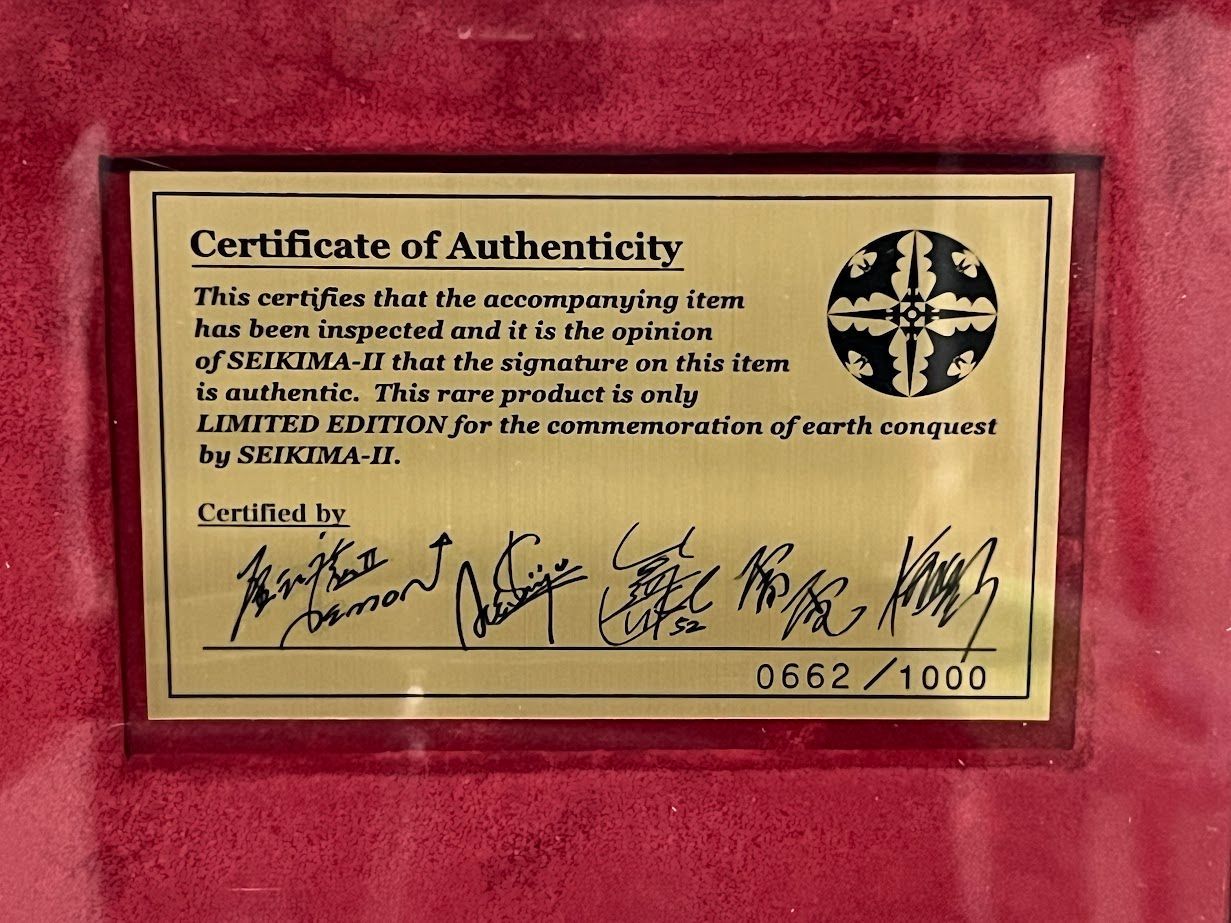 Certificate of Authenticity
This certifies that the accompanying item
has been inspected and it is the opinion
of SEIKIMA-II that the signature on this item
is authentic. This rare product is only
LIMITED EDITION for the commemoration of earth conquest
by SEIKIMA-II.
Certified by
DEMON
52
0662/1000